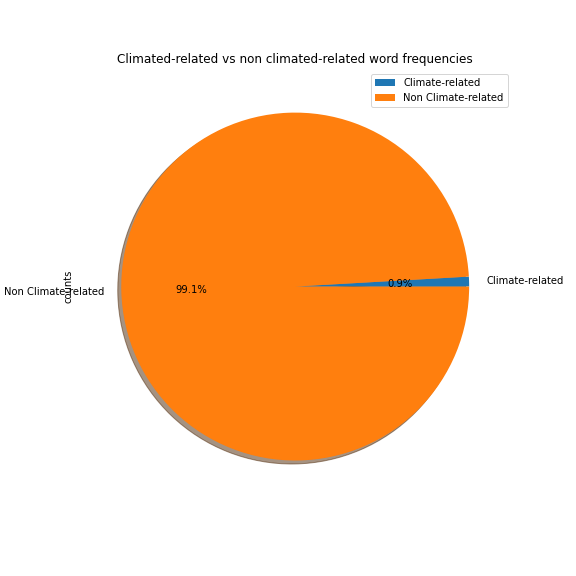 Climated-related vs non climated-related word frequencies
Climate-related
Non Climate-related
Climate-related
0.9%
99.1%
Non Climate-related
counts